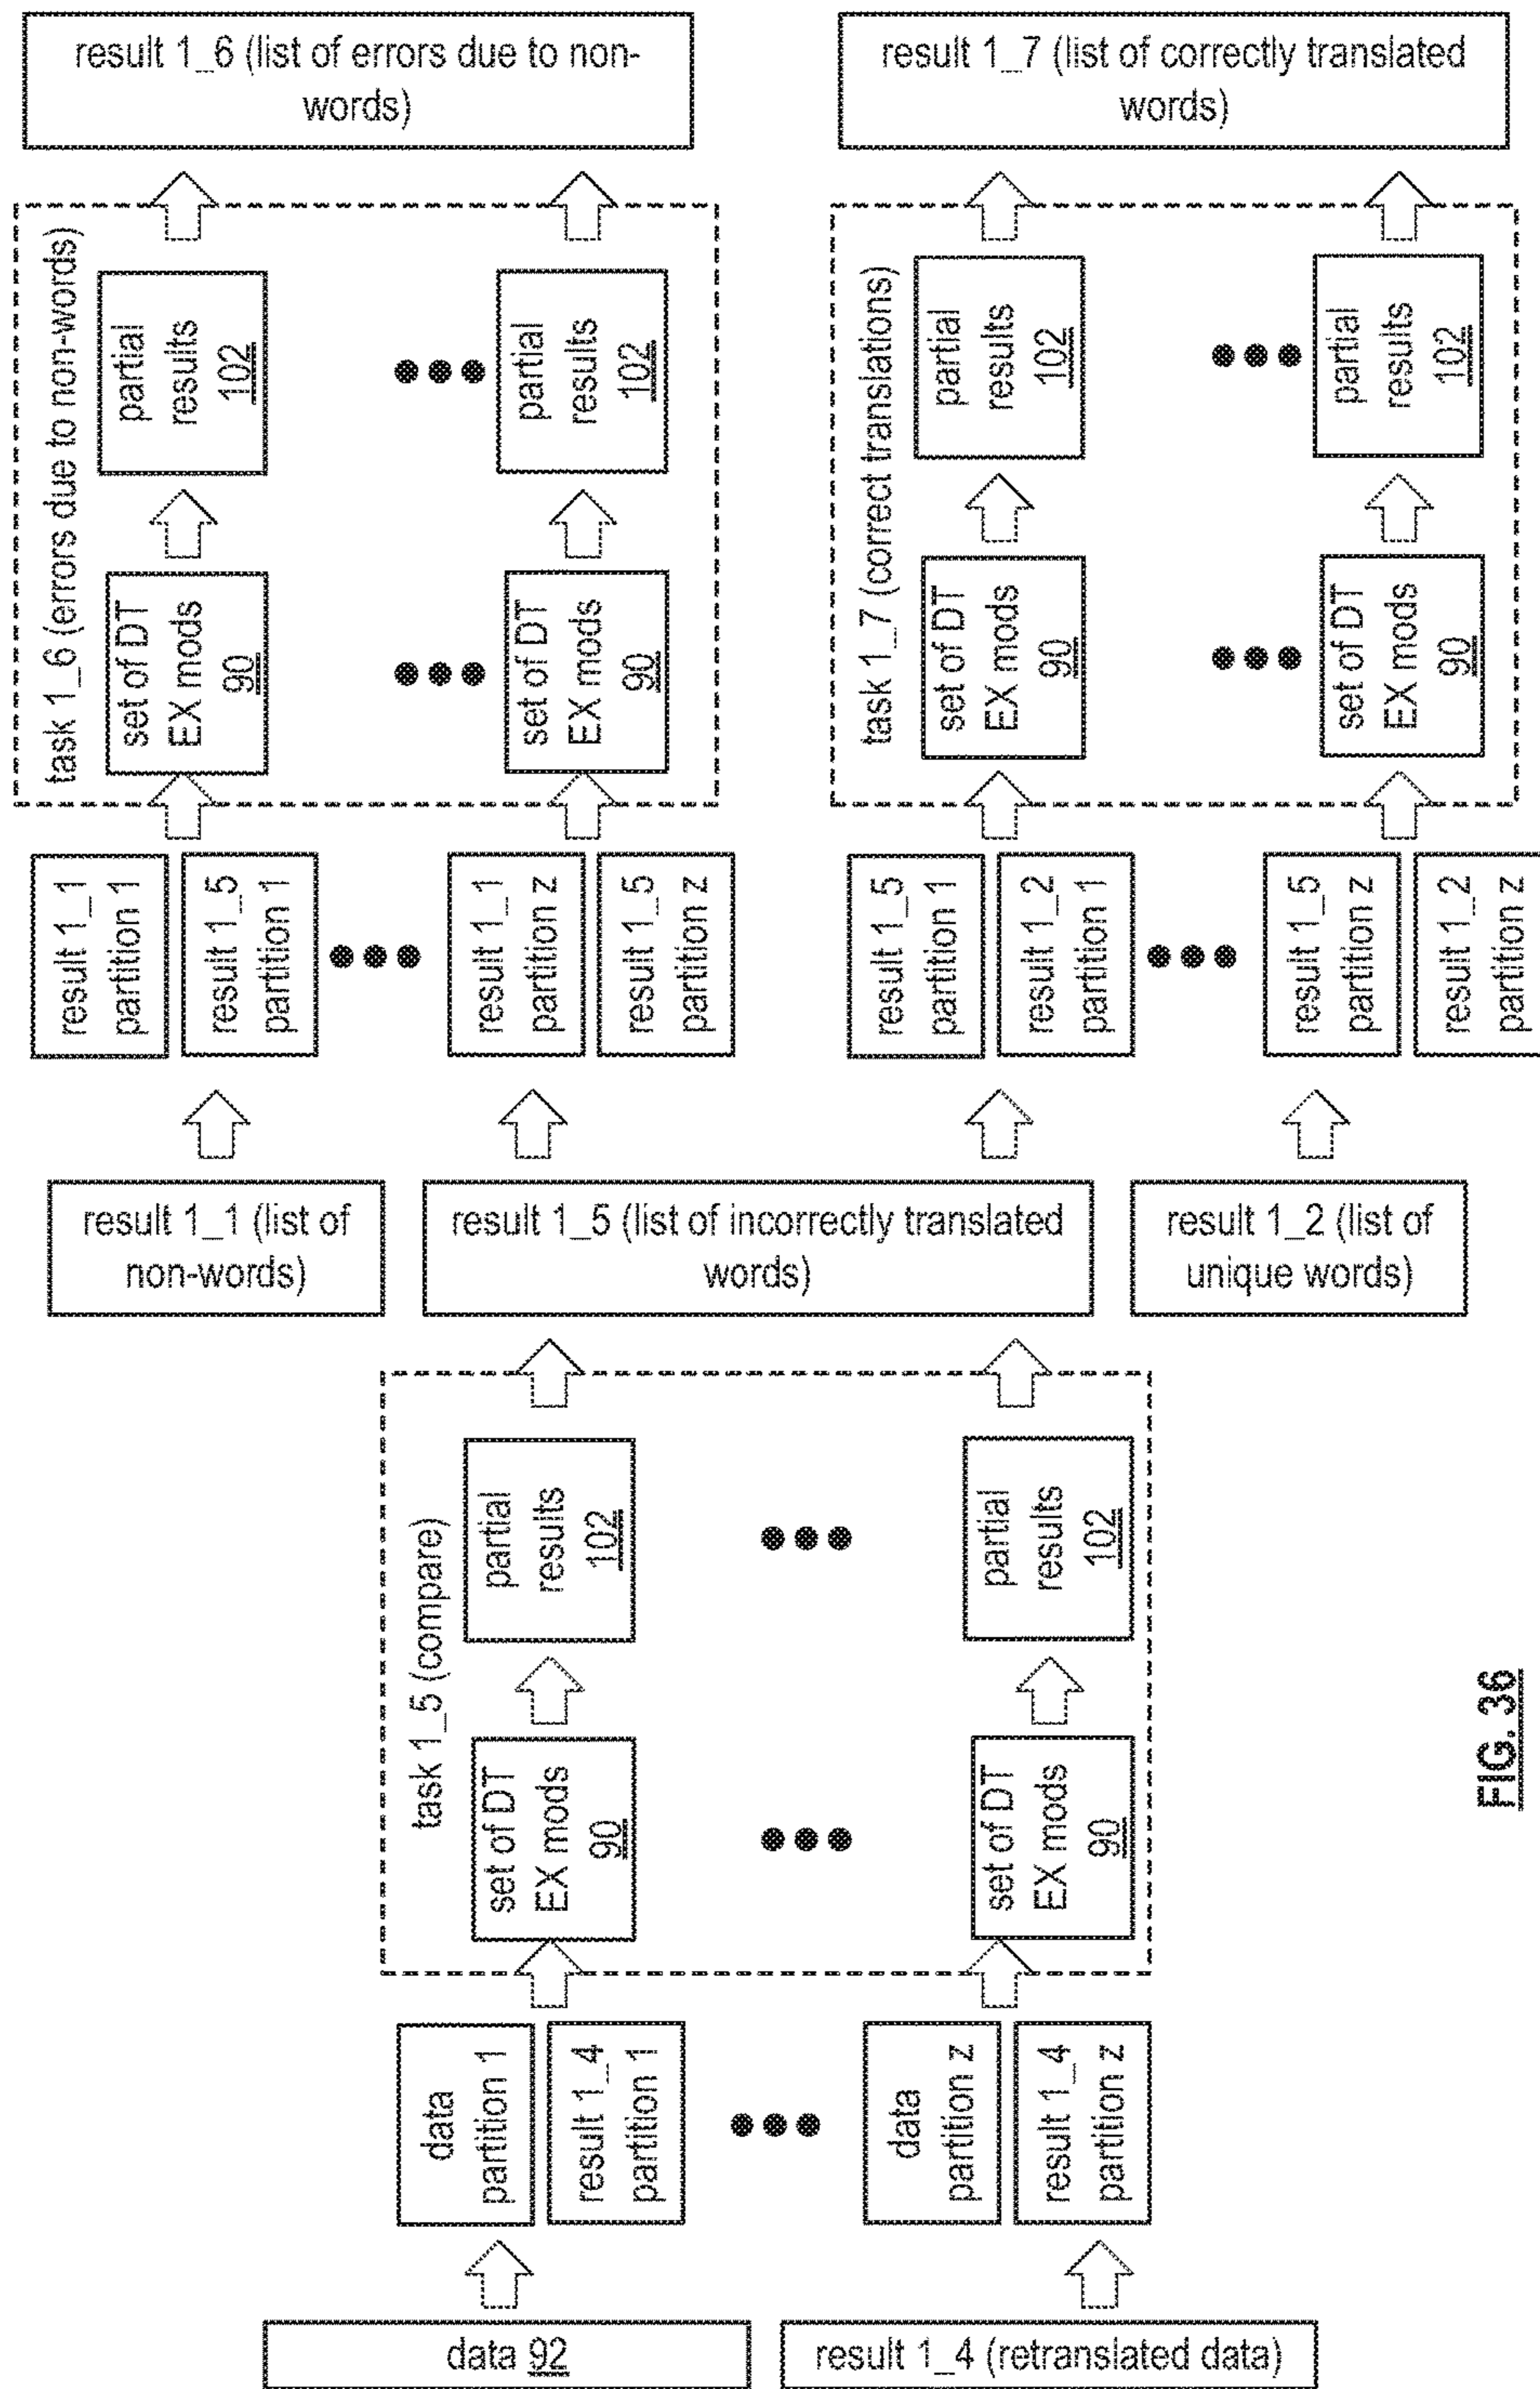 data 92
result 1_4 (retranslated data)
data
partition 1
result 1_4
partition 1
data
partition z
result 1_4
partition z
task 1_5 (compare)
set of DT
EX mods
90
partial
results
102
set of DT
EX mods
90
partial
results
102
result 1_1 (list of
non-words)
result 1_5 (list of incorrectly translated
words)
result 1_2 (list of
unique words)
result 1_1
partition 1
result 1_5
partition 1
result 1_1
partition z
result 1_5
partition z
result 1_5
partition 1
result 1_2
partition 1
result 1_5
partition z
result 1_2
partition z
task 1_6 (errors due to non-words)
set of DT
EX mods
90
partial
results
102
set of DT
EX mods
90
partial
results
102
task 1_7 (correct translations)
set of DT
EX mods
90
partial
results
102
set of DT
EX mods
90
partial
results
102
result 1_6 (list of errors due to non-
words)
result 1_7 (list of correctly translated
words)
FIG. 36